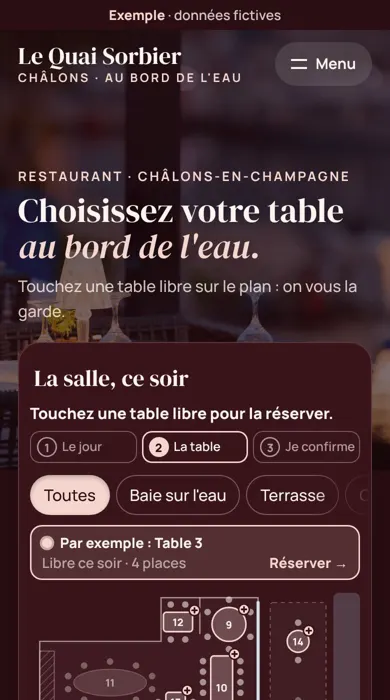 Exemple · données fictives
Le Quai Sorbier
CHÂLONS · AU BORD DE L'EAU
Menu
RESTAURANT · CHÂLONS-EN-CHAMPAGNE
Choisissez votre table
au bord de l'eau.
Touchez une table libre sur le plan : on vous la
garde.
La salle, ce soir
Touchez une table libre pour la réserver.
1 Le jour
2 La table
3 Je confirme
Toutes
Baie sur l'eau
Terrasse
Par exemple : Table 3
Libre ce soir · 4 places
Réserver →
12
9
14
11
10